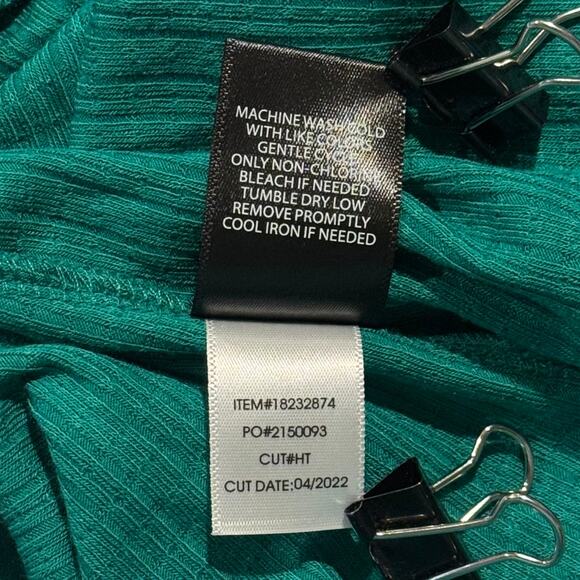 MACHINE WASH COLD
WITH LIKE COLORS
GENTLE CYCLE
ONLY NON-CHLORINE
BLEACH IF NEEDED
TUMBLE DRY LOW
REMOVE PROMPTLY
COOL IRON IF NEEDED
ITEM#18232874
PO#2150093
CUT#HT
CUT DATE:04/2022